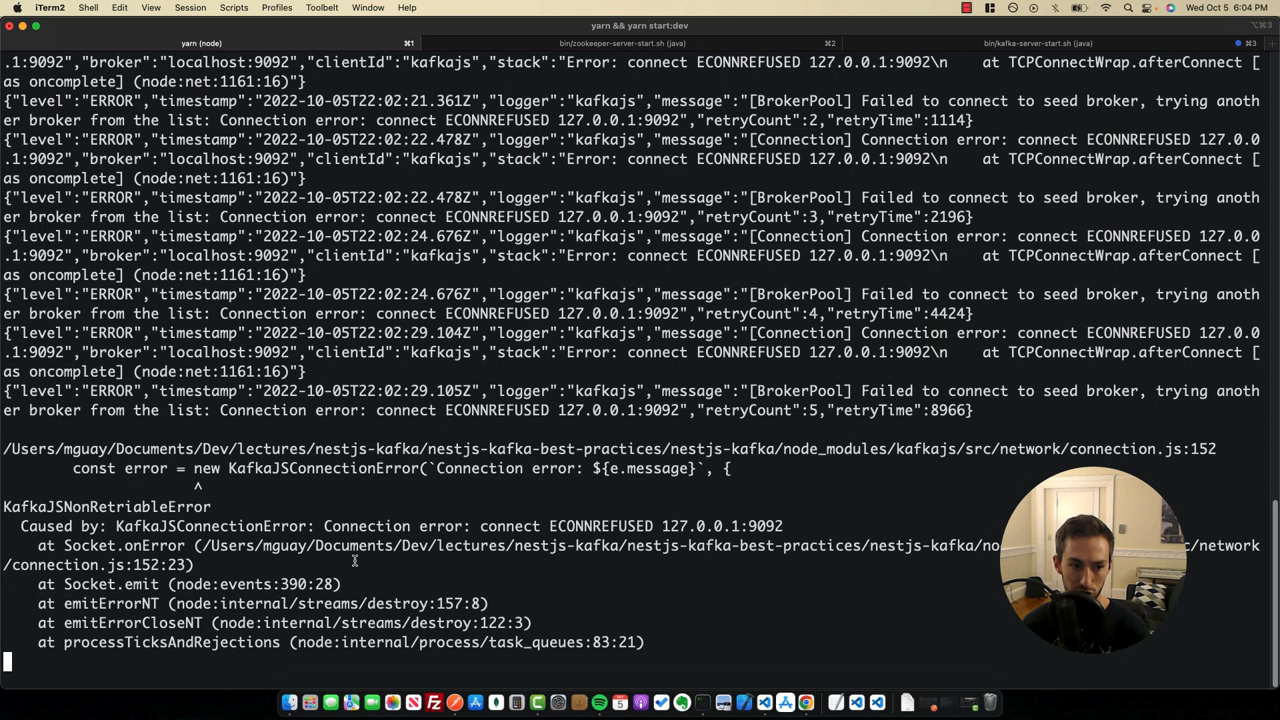 iTerm2 Shell Edit View Session Scripts Profiles Toolbelt Window Help Wed Oct 5 6:04 PM
yarn && yarn start:dev ⌥⌘3
yarn (node) ⌘1 bin/zookeeper-server-start.sh (java) ⌘2 bin/kafka-server-start.sh (java) ⌘3
.1:9092","broker":"localhost:9092","clientId":"kafkajs","stack":"Error: connect ECONNREFUSED 127.0.0.1:9092\n    at TCPConnectWrap.afterConnect [
as oncomplete] (node:net:1161:16)"}
{"level":"ERROR","timestamp":"2022-10-05T22:02:21.361Z","logger":"kafkajs","message":"[BrokerPool] Failed to connect to seed broker, trying anoth
er broker from the list: Connection error: connect ECONNREFUSED 127.0.0.1:9092","retryCount":2,"retryTime":1114}
{"level":"ERROR","timestamp":"2022-10-05T22:02:22.478Z","logger":"kafkajs","message":"[Connection] Connection error: connect ECONNREFUSED 127.0.0
.1:9092","broker":"localhost:9092","clientId":"kafkajs","stack":"Error: connect ECONNREFUSED 127.0.0.1:9092\n    at TCPConnectWrap.afterConnect [
as oncomplete] (node:net:1161:16)"}
{"level":"ERROR","timestamp":"2022-10-05T22:02:22.478Z","logger":"kafkajs","message":"[BrokerPool] Failed to connect to seed broker, trying anoth
er broker from the list: Connection error: connect ECONNREFUSED 127.0.0.1:9092","retryCount":3,"retryTime":2196}
{"level":"ERROR","timestamp":"2022-10-05T22:02:24.676Z","logger":"kafkajs","message":"[Connection] Connection error: connect ECONNREFUSED 127.0.0
.1:9092","broker":"localhost:9092","clientId":"kafkajs","stack":"Error: connect ECONNREFUSED 127.0.0.1:9092\n    at TCPConnectWrap.afterConnect [
as oncomplete] (node:net:1161:16)"}
{"level":"ERROR","timestamp":"2022-10-05T22:02:24.676Z","logger":"kafkajs","message":"[BrokerPool] Failed to connect to seed broker, trying anoth
er broker from the list: Connection error: connect ECONNREFUSED 127.0.0.1:9092","retryCount":4,"retryTime":4424}
{"level":"ERROR","timestamp":"2022-10-05T22:02:29.104Z","logger":"kafkajs","message":"[Connection] Connection error: connect ECONNREFUSED 127.0.0
.1:9092","broker":"localhost:9092","clientId":"kafkajs","stack":"Error: connect ECONNREFUSED 127.0.0.1:9092\n    at TCPConnectWrap.afterConnect [
as oncomplete] (node:net:1161:16)"}
{"level":"ERROR","timestamp":"2022-10-05T22:02:29.105Z","logger":"kafkajs","message":"[BrokerPool] Failed to connect to seed broker, trying anoth
er broker from the list: Connection error: connect ECONNREFUSED 127.0.0.1:9092","retryCount":5,"retryTime":8966}
/Users/mguay/Documents/Dev/lectures/nestjs-kafka/nestjs-kafka-best-practices/nestjs-kafka/node_modules/kafkajs/src/network/connection.js:152
        const error = new KafkaJSConnectionError(`Connection error: ${e.message}`, {
                      ^
KafkaJSNonRetriableError
  Caused by: KafkaJSConnectionError: Connection error: connect ECONNREFUSED 127.0.0.1:9092
    at Socket.onError (/Users/mguay/Documents/Dev/lectures/nestjs-kafka/nestjs-kafka-best-practices/nestjs-kafka/no c/network
/connection.js:152:23)
    at Socket.emit (node:events:390:28)
    at emitErrorNT (node:internal/streams/destroy:157:8)
    at emitErrorCloseNT (node:internal/streams/destroy:122:3)
    at processTicksAndRejections (node:internal/process/task_queues:83:21)